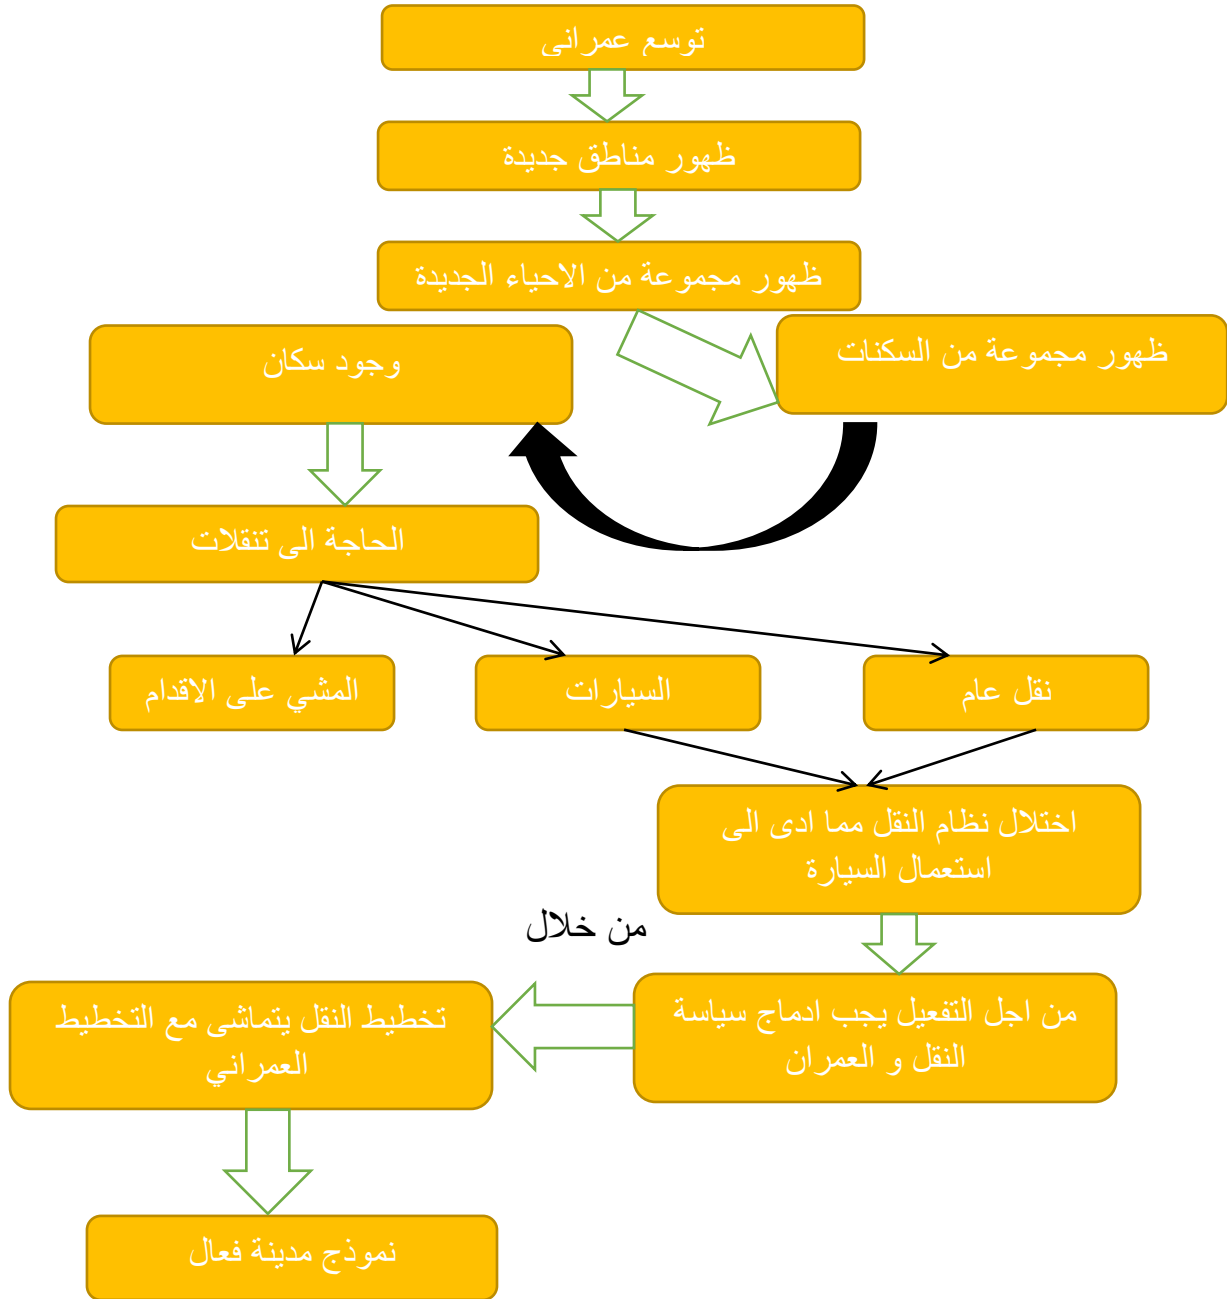 توسع عمراني
ظهور مناطق جديدة
ظهور مجموعة من الاحياء الجديدة
ظهور مجموعة من السكنات
وجود سكان
الحاجة الى تنقلات
نقل عام
السيارات
المشي على الاقدام
اختلال نظام النقل مما ادى الى
استعمال السيارة
من خلال
من اجل التفعيل يجب ادماج سياسة
النقل و العمران
تخطيط النقل يتماشى مع التخطيط
العمراني
نموذج مدينة فعال